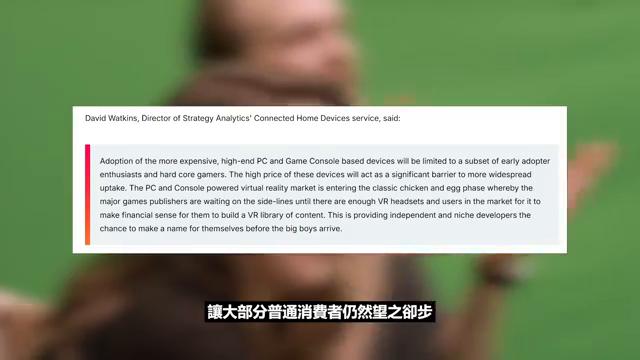 David Watkins, Director of Strategy Analytics' Connected Home Devices service, said:
Adoption of the more expensive, high-end PC and Game Console based devices will be limited to a subset of early adopter
enthusiasts and hard core gamers. The high price of these devices will act as a significant barrier to more widespread
uptake. The PC and Console powered virtual reality market is entering the classic chicken and egg phase whereby the
major games publishers are waiting on the side-lines until there are enough VR headsets and users in the market for it to
make financial sense for them to build a VR library of content. This is providing independent and niche developers the
chance to make a name for themselves before the big boys arrive.
讓大部分普通消費者仍然望之卻步